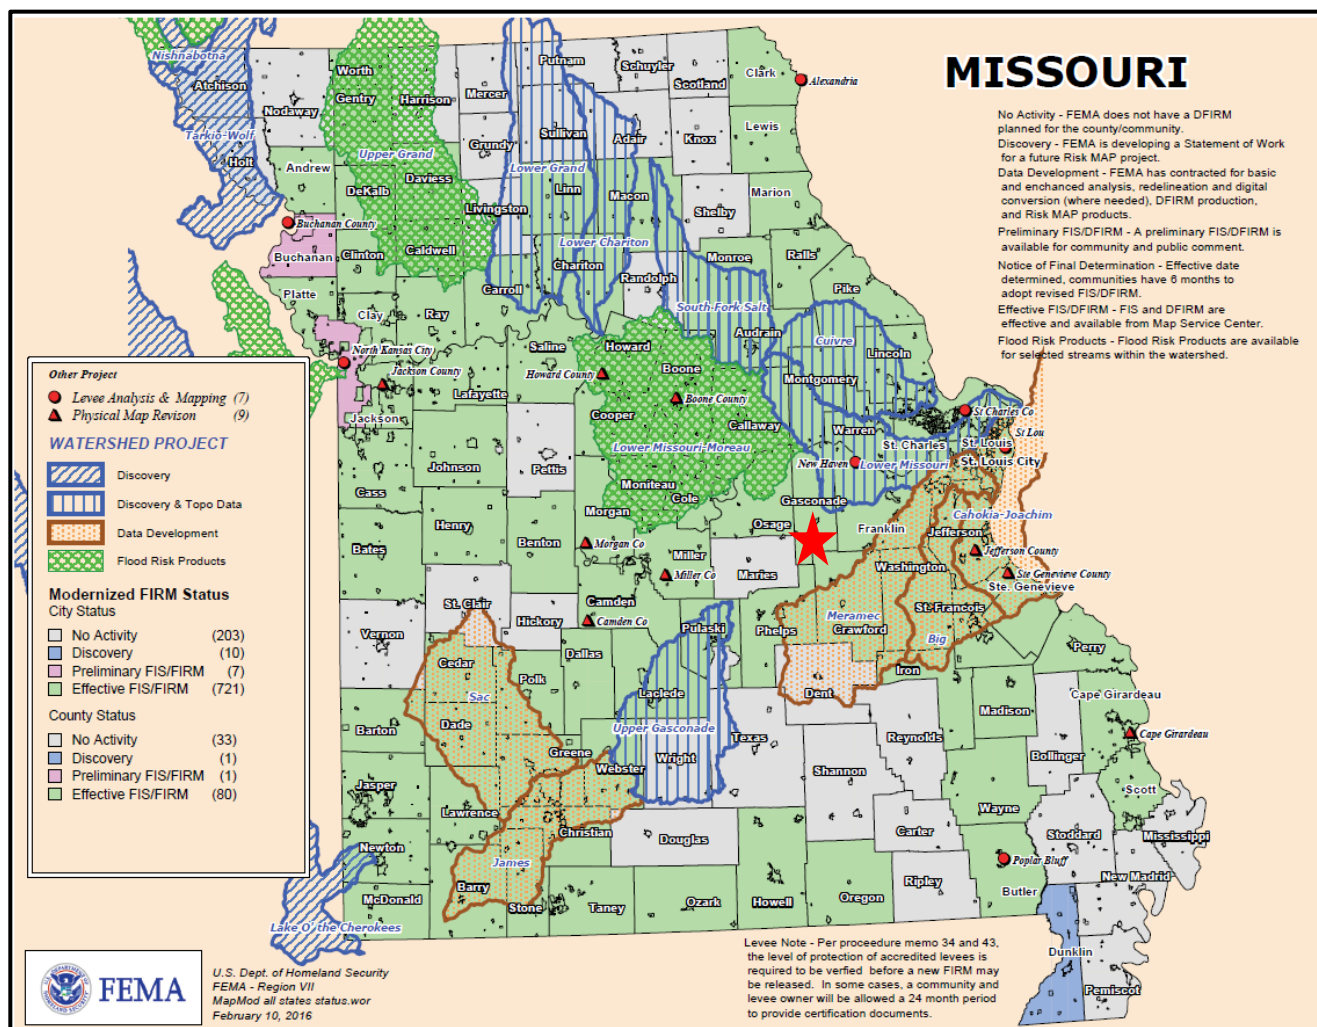 MISSOURI
No Activity - FEMA does not have a DFIRM
planned for the county/community.
Discovery - FEMA is developing a Statement of Work
for a future Risk MAP project.
Data Development - FEMA has contracted for basic
and enchanced analysis, redelineation and digital
conversion (where needed), DFIRM production,
and Risk MAP products.
Preliminary FIS/DFIRM - A preliminary FIS/DFIRM is
available for community and public comment.
Notice of Final Determination - Effective date
determined, communities have 6 months to
adopt revised FIS/DFIRM.
Effective FIS/DFIRM - FIS and DFIRM are
effective and available from Map Service Center.
Flood Risk Products - Flood Risk Products are available
for selected streams within the watershed.
Nishnabotna
Atchison
Nodaway
Worth
Gentry
Harrison
Mercer
Putnam
Schuyler
Scotland
Clark
Alexandria
Tarkio-Wolf
Holt
Andrew
Upper Grand
DeKalb
Daviess
Grundy
Sullivan
Adair
Knox
Lewis
Lower Grand
Linn
Macon
Shelby
Marion
Livingston
Buchanan County
Buchanan
Clinton
Caldwell
Lower Chariton
Chariton
Carroll
Randolph
Monroe
Ralls
Pike
Platte
Clay
Ray
South-Fork Salt
Audrain
Cuivre
Lincoln
North Kansas City
Jackson County
Jackson
Lafayette
Saline
Howard
Howard County
Boone
Boone County
Cooper
Callaway
Montgomery
Warren
St. Charles
St Charles Co
St Lou
St. Louis
St. Louis City
Lower Missouri-Moreau
Lower Missouri
New Haven
Johnson
Pettis
Cass
Henry
Moniteau
Cole
Morgan
Gasconade
Osage
Franklin
Cahokia-Joachim
Jefferson
Jefferson County
Bates
Benton
Morgan Co
Miller
Miller Co
Maries
Washington
Ste Genevieve County
Ste. Genevieve
St. Clair
Hickory
Camden
Camden Co
Vernon
Pulaski
Phelps
Meramec
Crawford
Big
St. Francois
Iron
Perry
Dallas
Cedar
Polk
Sac
Laclede
Dent
Madison
Cape Girardeau
Cape Girardeau
Barton
Dade
Greene
Webster
Upper Gasconade
Wright
Texas
Reynolds
Bollinger
Shannon
Scott
Jasper
Lawrence
Christian
Douglas
Carter
Wayne
Stoddard
Mississippi
Newton
James
Barry
Stone
Taney
Ozark
Howell
Oregon
Ripley
Poplar Bluff
Butler
New Madrid
McDonald
Lake O' the Cherokees
Dunklin
Pemiscot
Other Project
Levee Analysis & Mapping (7)
Physical Map Revison (9)
WATERSHED PROJECT
Discovery
Discovery & Topo Data
Data Development
Flood Risk Products
Modernized FIRM Status
City Status
No Activity (203)
Discovery (10)
Preliminary FIS/FIRM (7)
Effective FIS/FIRM (721)
County Status
No Activity (33)
Discovery (1)
Preliminary FIS/FIRM (1)
Effective FIS/FIRM (80)
FEMA
U.S. Dept. of Homeland Security
FEMA - Region VII
MapMod all states status.wor
February 10, 2016
Levee Note - Per proceedure memo 34 and 43,
the level of protection of accredited levees is
required to be verfied before a new FIRM may
be released. In some cases, a community and
levee owner will be allowed a 24 month period
to provide certification documents.